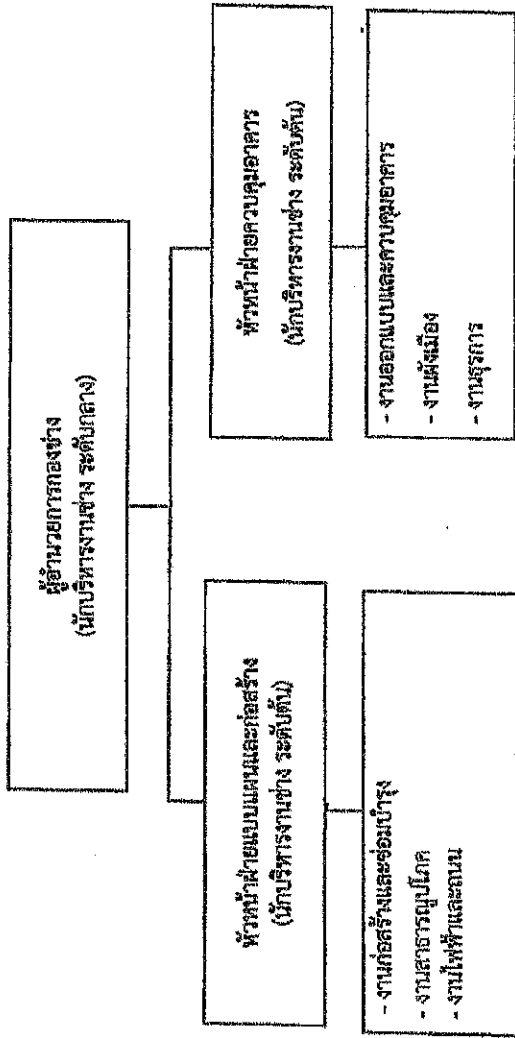 ผู้อำนวยการกองช่าง
(นักบริหารงานช่าง ระดับกลาง)
หัวหน้าฝ่ายแบบแผนและก่อสร้าง
(นักบริหารงานช่าง ระดับต้น)
- งานก่อสร้างและซ่อมบำรุง
- งานสาธารณูปโภค
- งานไฟฟ้าและถนน
หัวหน้าฝ่ายควบคุมอาคาร
(นักบริหารงานช่าง ระดับต้น)
- งานออกแบบและควบคุมอาคาร
- งานผังเมือง
- งานธุรการ